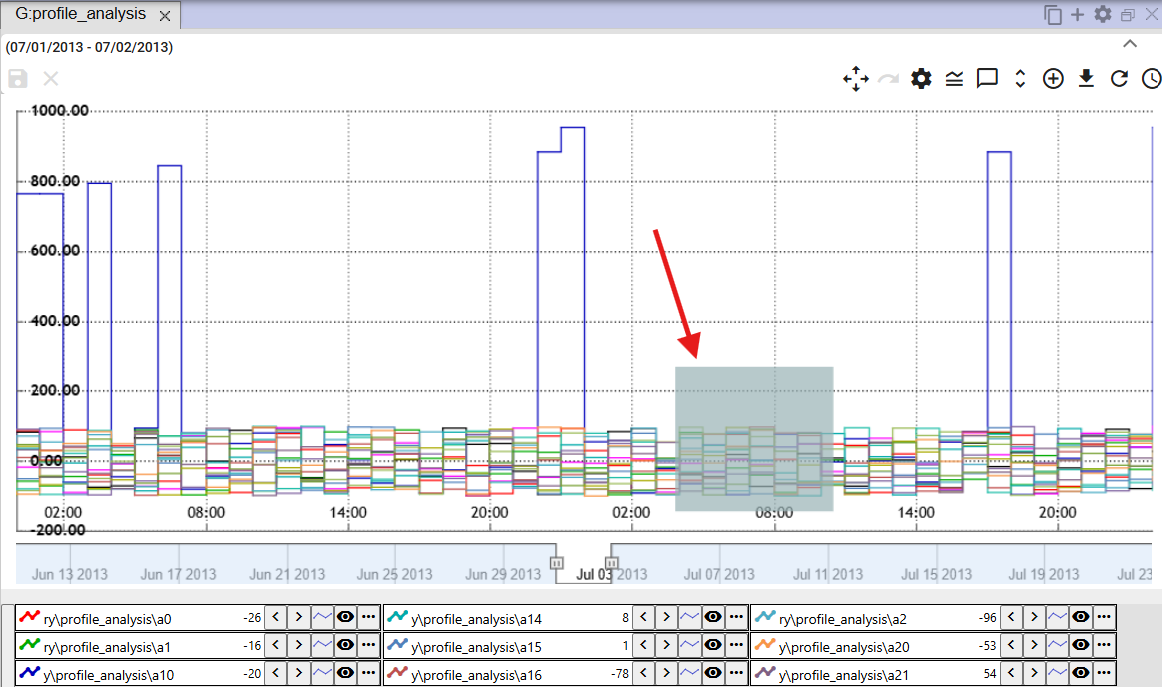 G:profile_analysis
(07/01/2013 - 07/02/2013)
1000.00
800.00
600.00
400.00
200.00
0.00
02:00 08:00 14:00 20:00 02:00 08:00 14:00 20:00
-200.00
Jun 13 2013 Jun 17 2013 Jun 21 2013 Jun 25 2013 Jun 29 2013 Jul 03 2013 Jul 07 2013 Jul 11 2013 Jul 15 2013 Jul 19 2013 Jul 23
ry\profile_analysis\a0 -26 y\profile_analysis\a14 8 ry\profile_analysis\a2 -96
ry\profile_analysis\a1 -16 y\profile_analysis\a15 1 y\profile_analysis\a20 -53
y\profile_analysis\a10 -20 y\profile_analysis\a16 -78 y\profile_analysis\a21 54